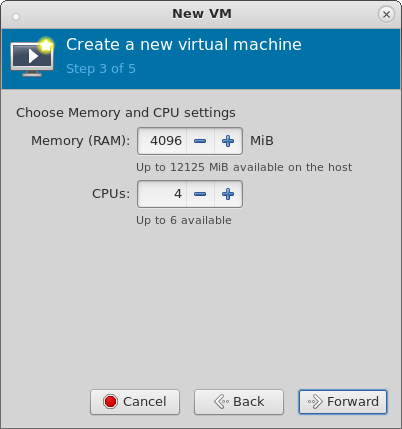 New VM
Create a new virtual machine
Step 3 of 5
Choose Memory and CPU settings
Memory (RAM): 4096 MiB
Up to 12125 MiB available on the host
CPUs: 4
Up to 6 available
Cancel Back Forward